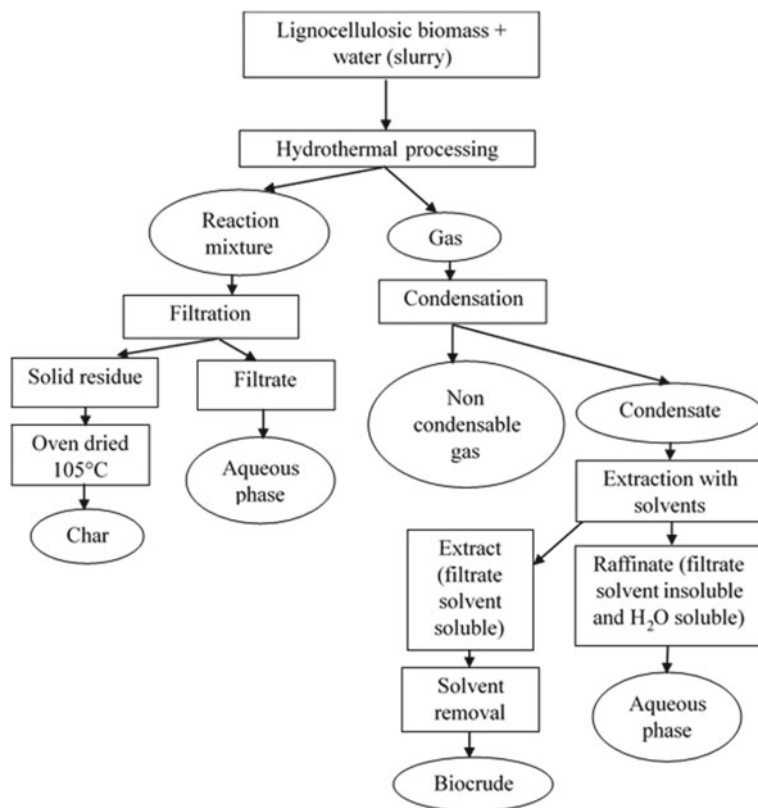 Lignocellulosic biomass +
water (slurry)
Hydrothermal processing
Reaction
mixture
Gas
Filtration
Condensation
Solid residue
Filtrate
Non
condensable
gas
Condensate
Oven dried
105°C
Aqueous
phase
Extraction with
solvents
Char
Extract
(filtrate
solvent
soluble)
Raffinate (filtrate
solvent insoluble
and H₂O soluble)
Solvent
removal
Aqueous
phase
Biocrude